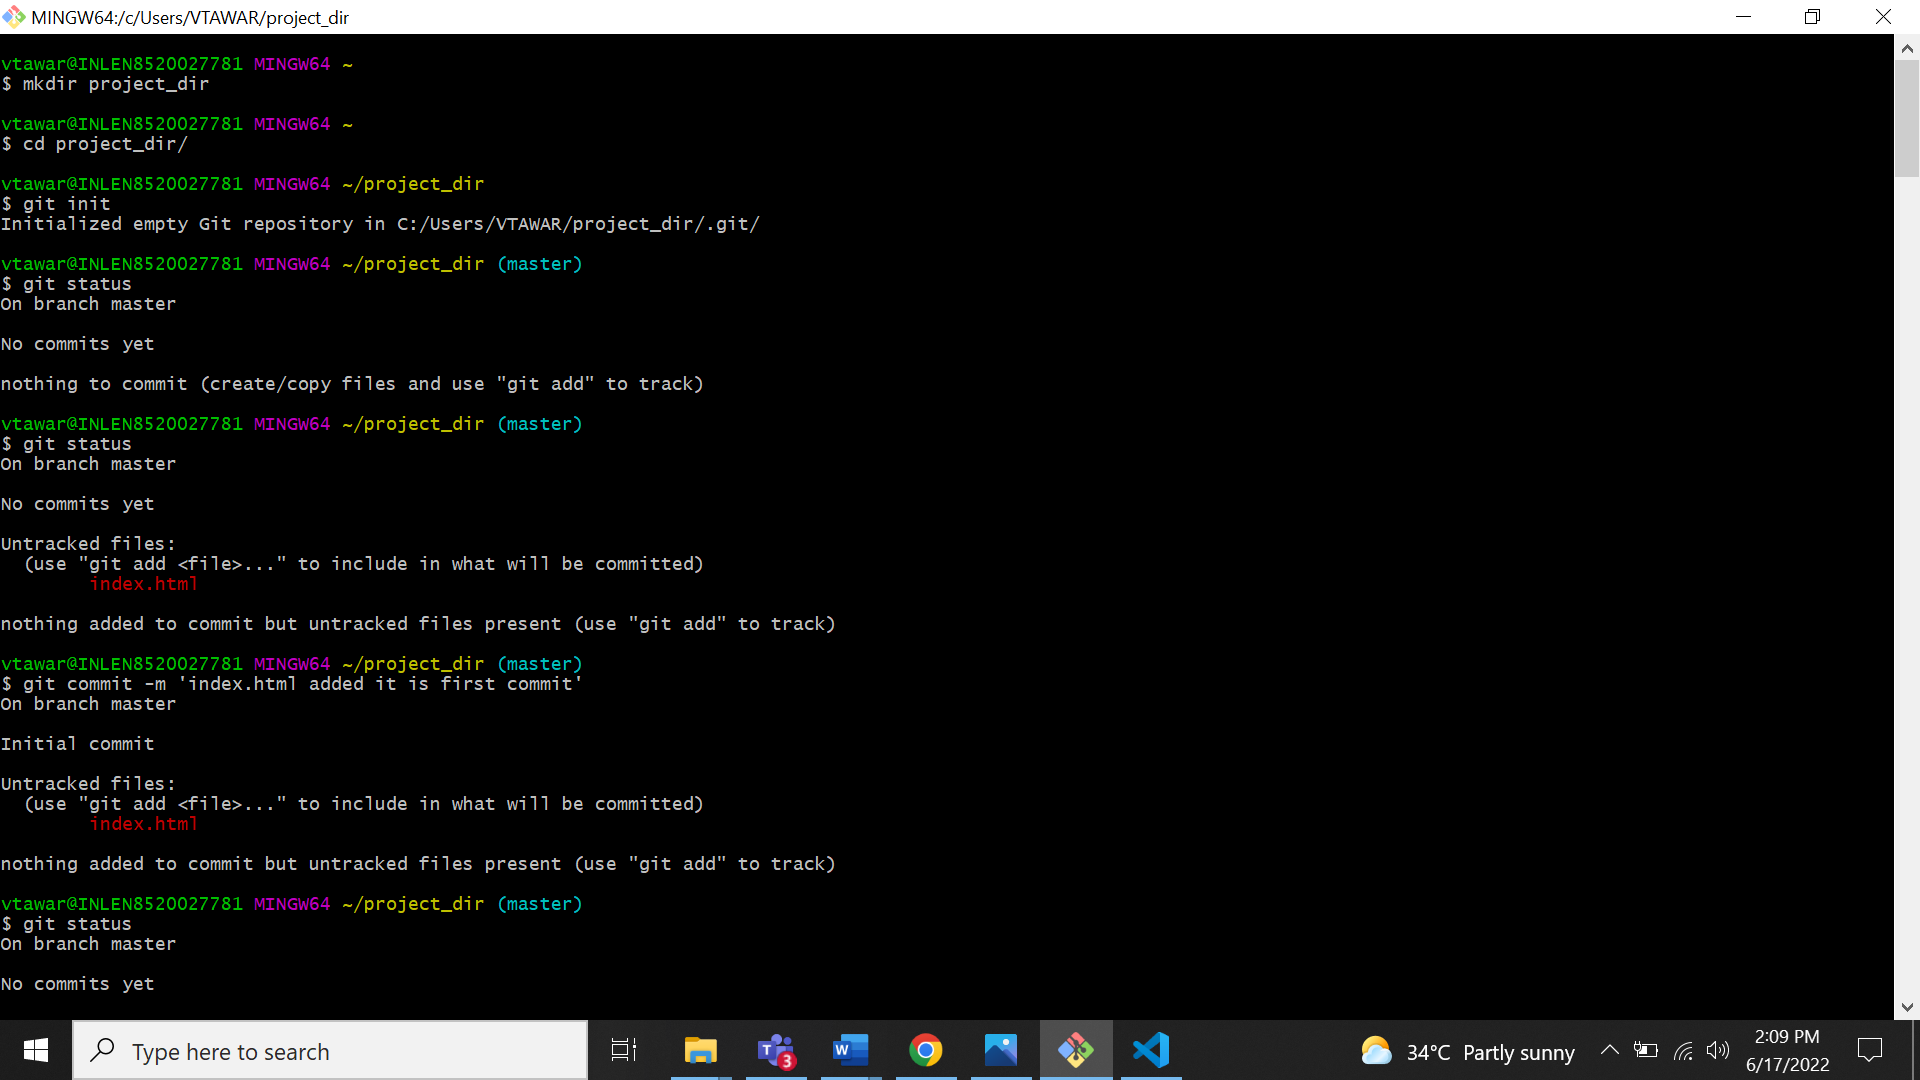 MINGW64:/c/Users/VTAWAR/project_dir
vtawar@INLEN8520027781 MINGW64 ~
$ mkdir project_dir
vtawar@INLEN8520027781 MINGW64 ~
$ cd project_dir/
vtawar@INLEN8520027781 MINGW64 ~/project_dir
$ git init
Initialized empty Git repository in C:/Users/VTAWAR/project_dir/.git/
vtawar@INLEN8520027781 MINGW64 ~/project_dir (master)
$ git status
On branch master
No commits yet
nothing to commit (create/copy files and use "git add" to track)
vtawar@INLEN8520027781 MINGW64 ~/project_dir (master)
$ git status
On branch master
No commits yet
Untracked files:
  (use "git add <file>..." to include in what will be committed)
        index.html
nothing added to commit but untracked files present (use "git add" to track)
vtawar@INLEN8520027781 MINGW64 ~/project_dir (master)
$ git commit -m 'index.html added it is first commit'
On branch master
Initial commit
Untracked files:
  (use "git add <file>..." to include in what will be committed)
        index.html
nothing added to commit but untracked files present (use "git add" to track)
vtawar@INLEN8520027781 MINGW64 ~/project_dir (master)
$ git status
On branch master
No commits yet
Type here to search
T 3
W
34°C Partly sunny
2:09 PM
6/17/2022